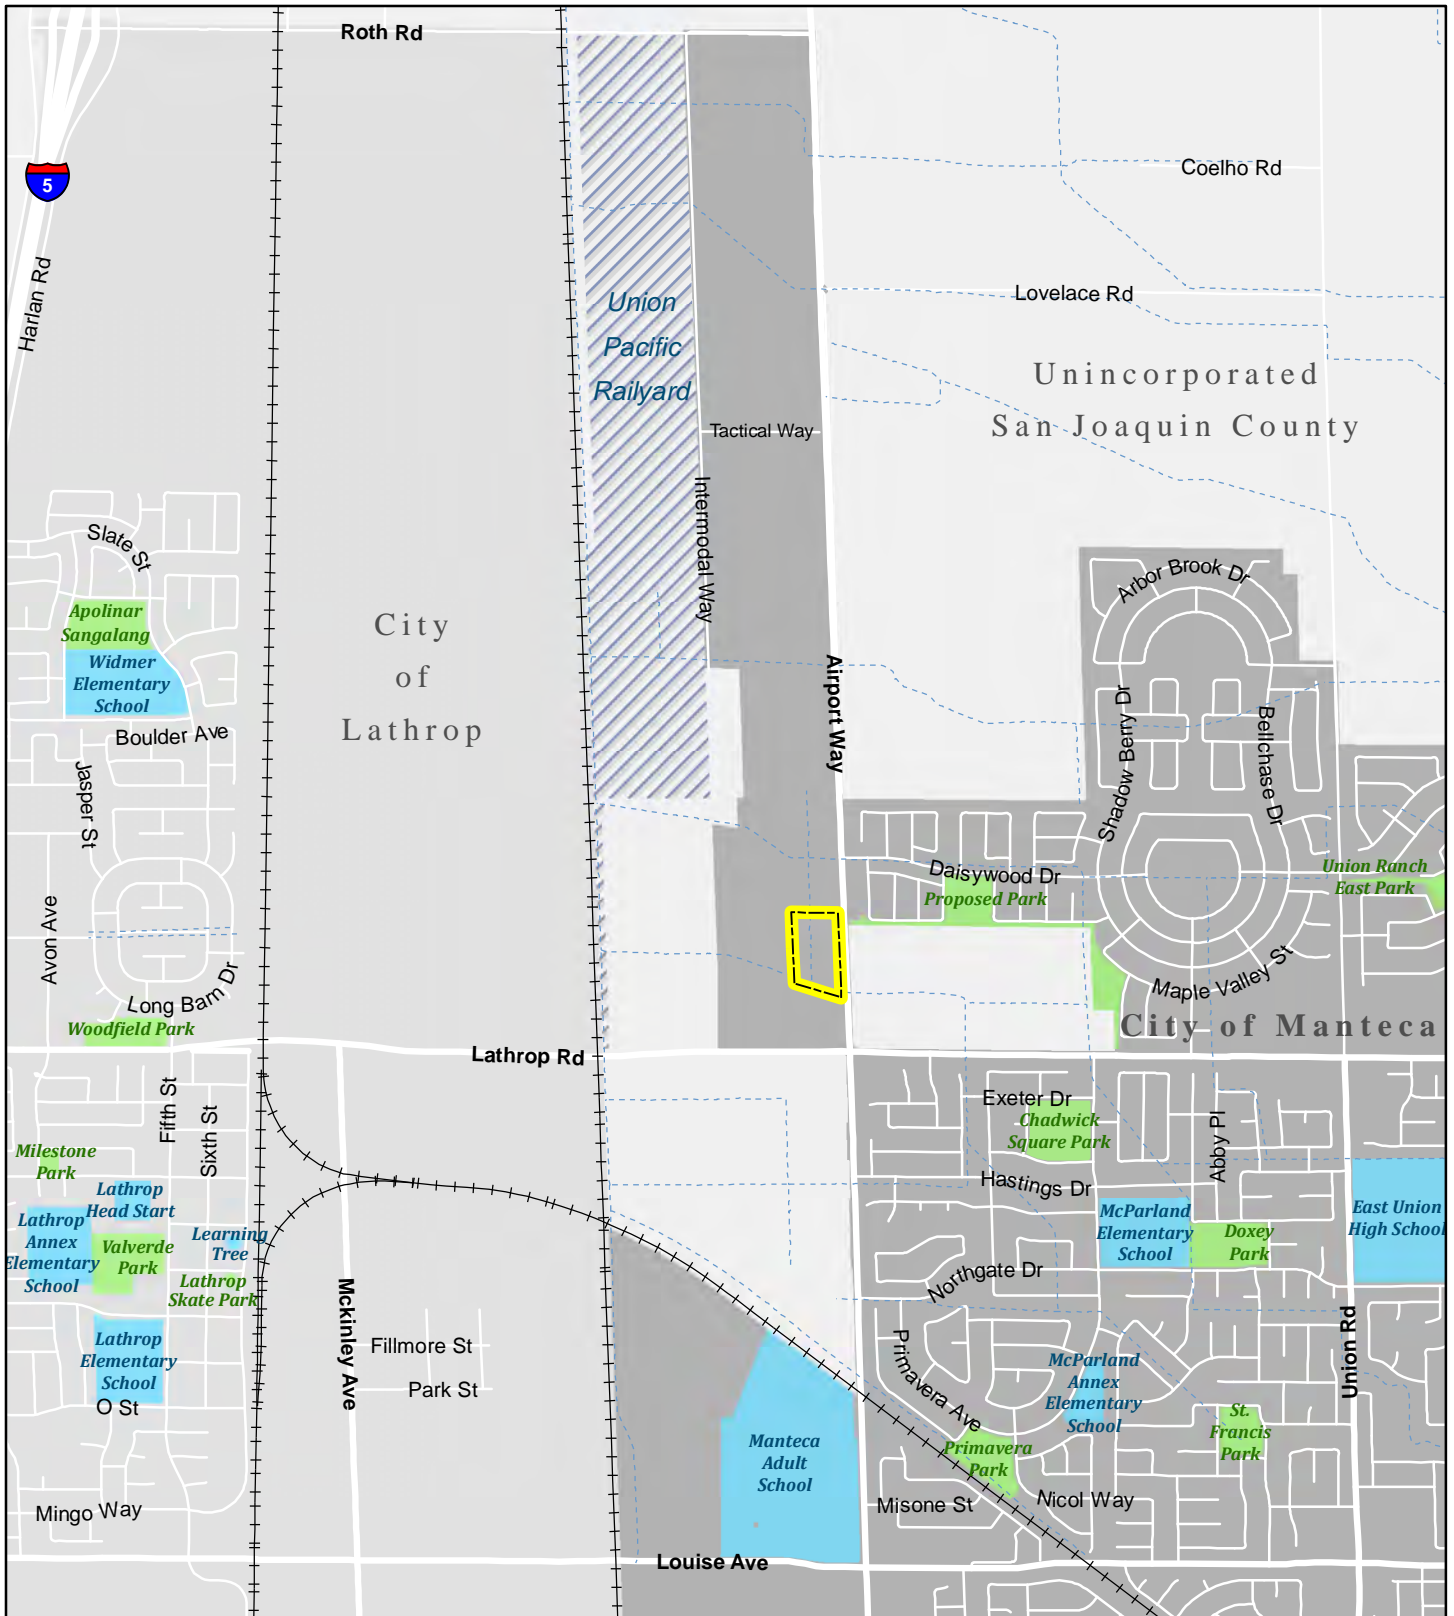 Roth Rd
Coelho Rd
5
Harlan Rd
Lovelace Rd
Union
Pacific
Railyard
Unincorporated
San Joaquin County
Tactical Way
Intermodal Way
Slate St
Arbor Brook Dr
Apolinar
Sangalang
Widmer
Elementary
School
City
of
Lathrop
Airport Way
Shadow Berry Dr
Bellchase Dr
Boulder Ave
Jasper St
Daisywood Dr
Proposed Park
Union Ranch
East Park
Avon Ave
Long Barn Dr
Maple Valley St
Woodfield Park
City of Manteca
Lathrop Rd
Fifth St
Sixth St
Exeter Dr
Chadwick
Square Park
Abby Pl
Milestone
Park
Hastings Dr
Lathrop
Head Start
Lathrop
Annex
Elementary
School
Valverde
Park
Learning
Tree
Lathrop
Skate Park
McParland
Elementary
School
Doxey
Park
East Union
High School
Northgate Dr
Mckinley Ave
Union Rd
Lathrop
Elementary
School
Fillmore St
Park St
Primavera Ave
McParland
Annex
Elementary
School
O St
St.
Francis
Park
Manteca
Adult
School
Primavera
Park
Mingo Way
Misone St
Nicol Way
Louise Ave